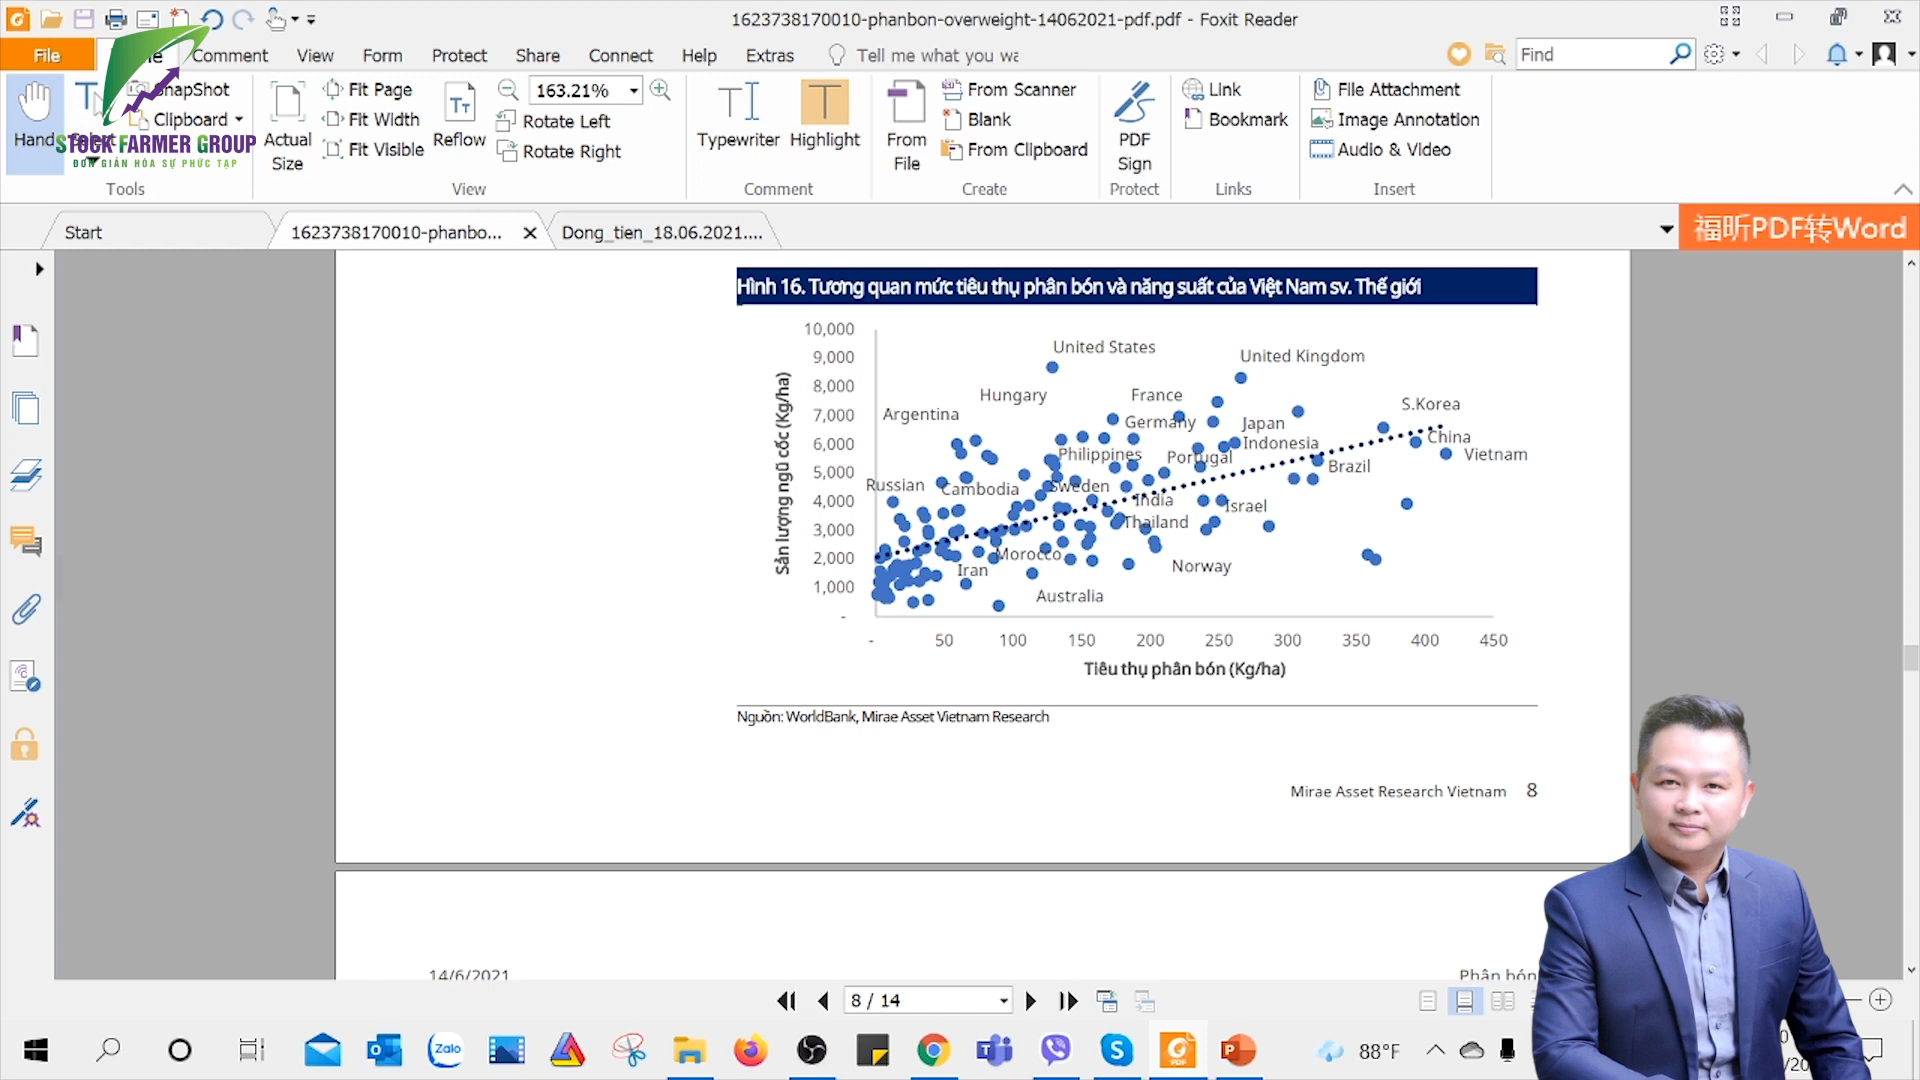 1623738170010-phanbon-overweight-14062021-pdf.pdf - Foxit Reader
File
Comment
View
Form
Protect
Share
Connect
Help
Extras
Tell me what you wa
Find
Hand
SnapShot
Clipboard
STOCK FARMER GROUP
ĐƠN GIẢN HÓA SỰ PHỨC TẠP
Tools
Actual Size
Fit Page
Fit Width
Fit Visible
Reflow
163.21%
Rotate Left
Rotate Right
View
Typewriter
Highlight
Comment
From File
From Scanner
Blank
From Clipboard
Create
PDF Sign
Protect
Link
Bookmark
Links
File Attachment
Image Annotation
Audio & Video
Insert
Start
1623738170010-phanbo...
Dong_tien_18.06.2021....
福昕PDF转Word
Hình 16. Tương quan mức tiêu thụ phân bón và năng suất của Việt Nam sv. Thế giới
Sản lượng ngũ cốc (Kg/ha)
10,000
9,000
8,000
7,000
6,000
5,000
4,000
3,000
2,000
1,000
-
United States
United Kingdom
Hungary
France
Argentina
S.Korea
Germany
Japan
China
Indonesia
Vietnam
Philippines
Portugal
Brazil
Russian
Cambodia
Sweden
India
Israel
Thailand
Morocco
Iran
Norway
Australia
- 50 100 150 200 250 300 350 400 450
Tiêu thụ phân bón (Kg/ha)
Nguồn: WorldBank, Mirae Asset Vietnam Research
Mirae Asset Research Vietnam 8
14/6/2021
Phân bón
8 / 14
Zalo
88°F